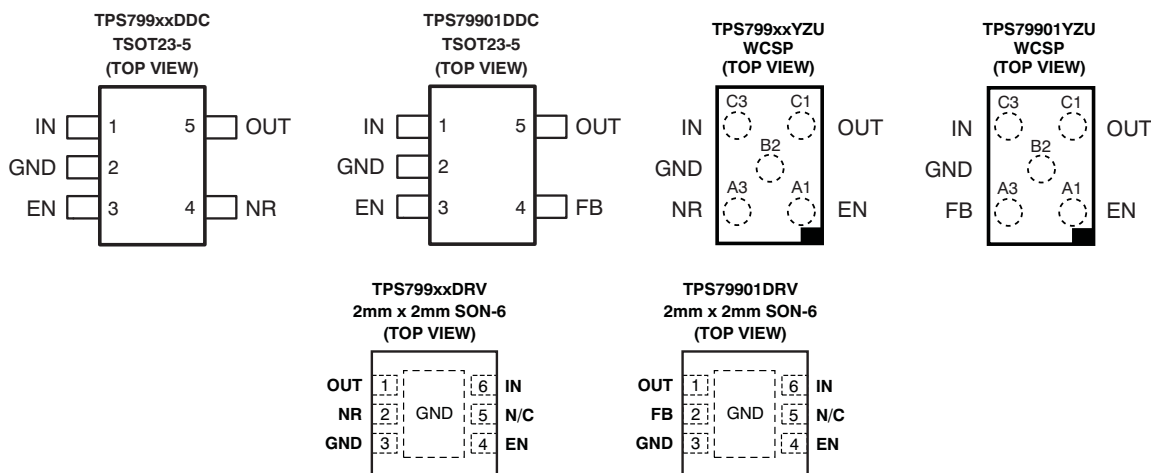 TPS799xxDDC
TSOT23-5
(TOP VIEW)
IN 1 5 OUT
GND 2
EN 3 4 NR
TPS79901DDC
TSOT23-5
(TOP VIEW)
IN 1 5 OUT
GND 2
EN 3 4 FB
TPS799xxYZU
WCSP
(TOP VIEW)
C3 C1
IN OUT
B2
GND
A3 A1
NR EN
TPS79901YZU
WCSP
(TOP VIEW)
C3 C1
IN OUT
B2
GND
A3 A1
FB EN
TPS799xxDRV
2mm x 2mm SON-6
(TOP VIEW)
OUT 1 6 IN
NR 2 GND 5 N/C
GND 3 4 EN
TPS79901DRV
2mm x 2mm SON-6
(TOP VIEW)
OUT 1 6 IN
FB 2 GND 5 N/C
GND 3 4 EN